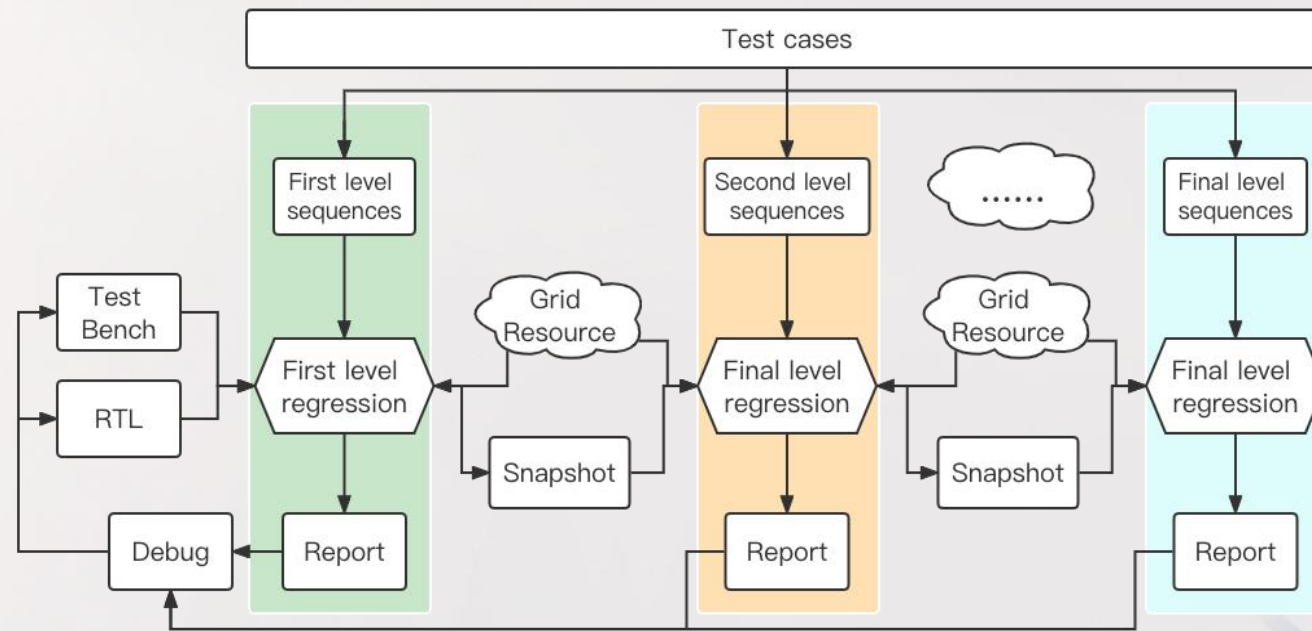 Test cases
First level
sequences
Second level
sequences
......
Final level
sequences
Test
Bench
Grid
Resource
Grid
Resource
RTL
First level
regression
Final level
regression
Final level
regression
Snapshot
Snapshot
Debug
Report
Report
Report